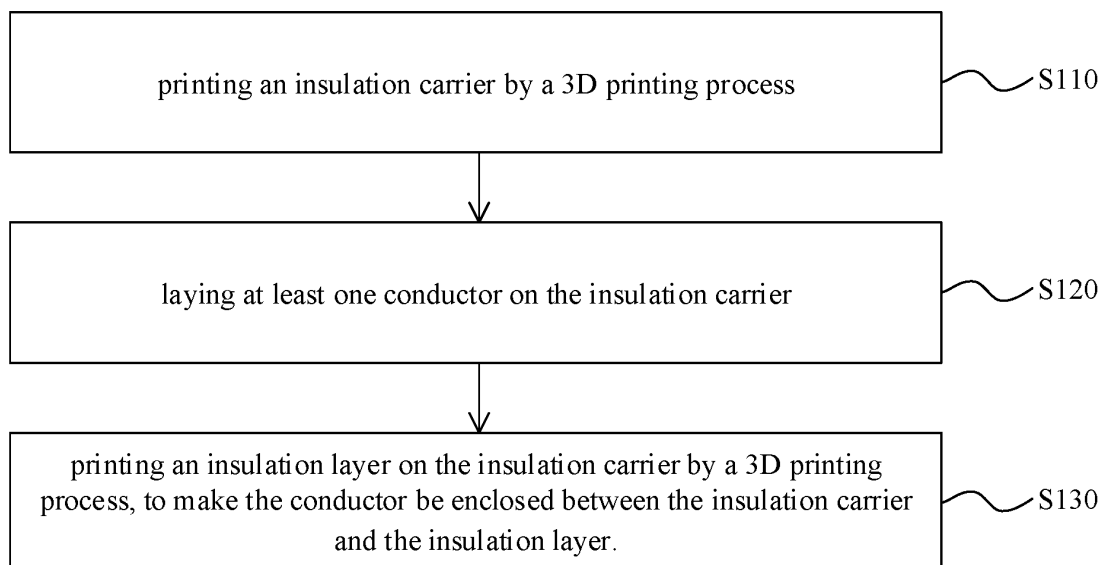 printing an insulation carrier by a 3D printing process
S110
laying at least one conductor on the insulation carrier
S120
printing an insulation layer on the insulation carrier by a 3D printing
process, to make the conductor be enclosed between the insulation carrier
and the insulation layer.
S130